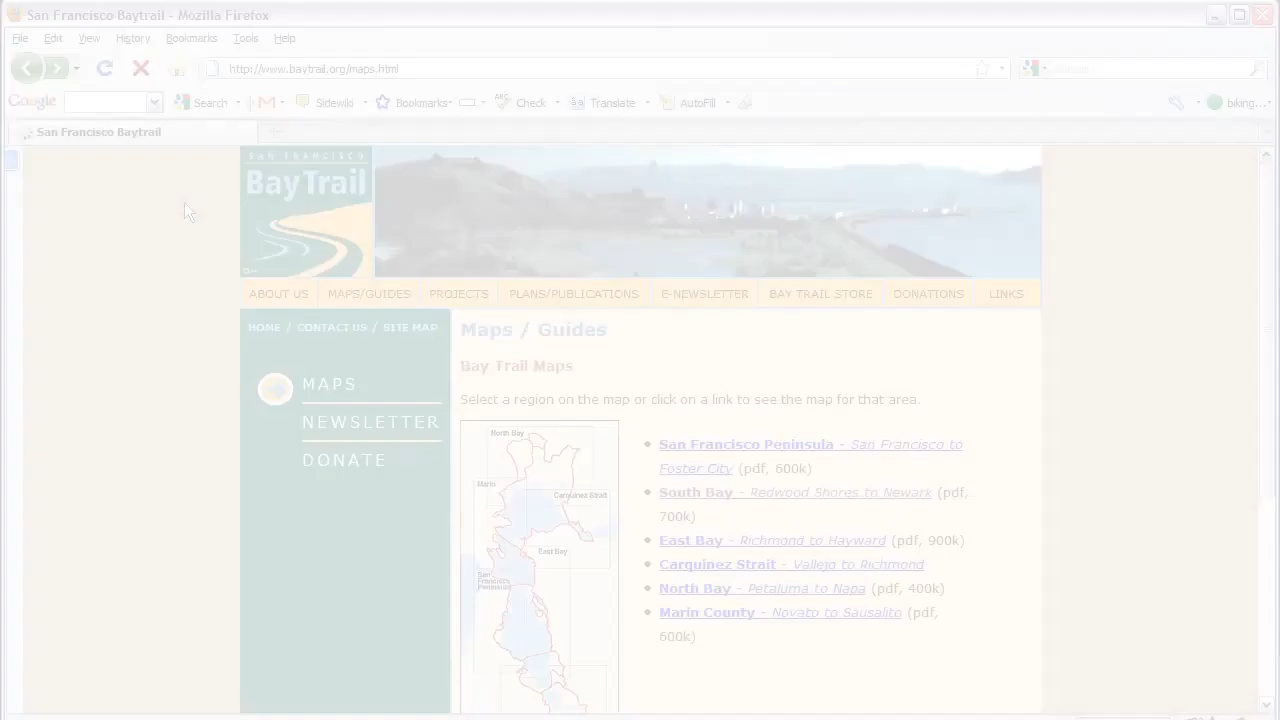 San Francisco Baytrail - Mozilla Firefox
File Edit View History Bookmarks Tools Help
http://www.baytrail.org/maps.html
Google Search Sidewiki Bookmarks Check Translate AutoFill biking...
San Francisco Baytrail
SAN FRANCISCO
Bay Trail
ABOUT US MAPS/GUIDES PROJECTS PLANS/PUBLICATIONS E-NEWSLETTER BAY TRAIL STORE DONATIONS LINKS
HOME / CONTACT US / SITE MAP
MAPS
NEWSLETTER
DONATE
Maps / Guides
Bay Trail Maps
Select a region on the map or click on a link to see the map for that area.
North Bay
Marin
Carquinez Strait
East Bay
San
Francisco
Peninsula
San Francisco Peninsula - San Francisco to
Foster City (pdf, 600k)
South Bay - Redwood Shores to Newark (pdf,
700k)
East Bay - Richmond to Hayward (pdf, 900k)
Carquinez Strait - Vallejo to Richmond
North Bay - Petaluma to Napa (pdf, 400k)
Marin County - Novato to Sausalito (pdf,
600k)